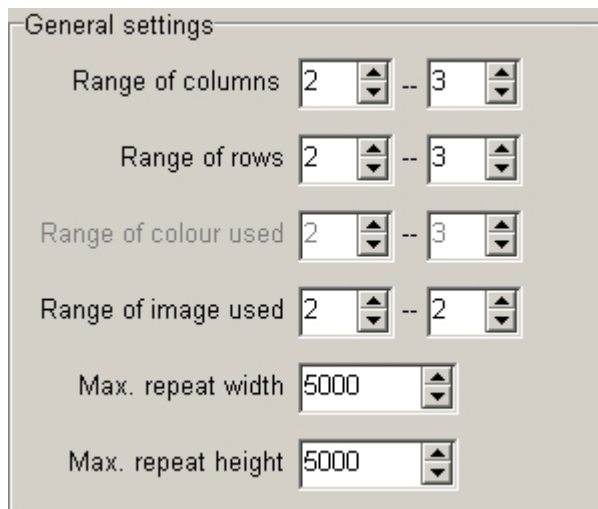 General settings
Range of columns 2 -- 3
Range of rows 2 -- 3
Range of colour used 2 -- 3
Range of image used 2 -- 2
Max. repeat width 5000
Max. repeat height 5000